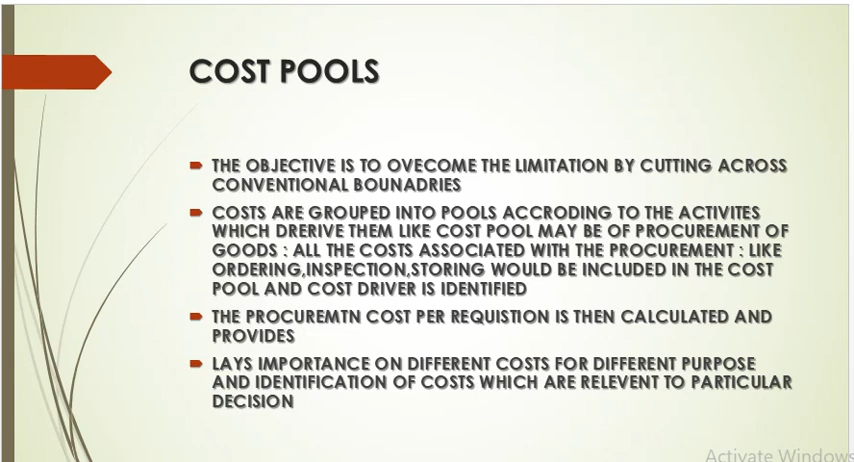 COST POOLS
THE OBJECTIVE IS TO OVECOME THE LIMITATION BY CUTTING ACROSS
CONVENTIONAL BOUNADRIES
COSTS ARE GROUPED INTO POOLS ACCRODING TO THE ACTIVITES
WHICH DRERIVE THEM LIKE COST POOL MAY BE OF PROCUREMENT OF
GOODS : ALL THE COSTS ASSOCIATED WITH THE PROCUREMENT : LIKE
ORDERING,INSPECTION,STORING WOULD BE INCLUDED IN THE COST
POOL AND COST DRIVER IS IDENTIFIED
THE PROCUREMTN COST PER REQUISTION IS THEN CALCULATED AND
PROVIDES
LAYS IMPORTANCE ON DIFFERENT COSTS FOR DIFFERENT PURPOSE
AND IDENTIFICATION OF COSTS WHICH ARE RELEVENT TO PARTICULAR
DECISION
Activate Windows